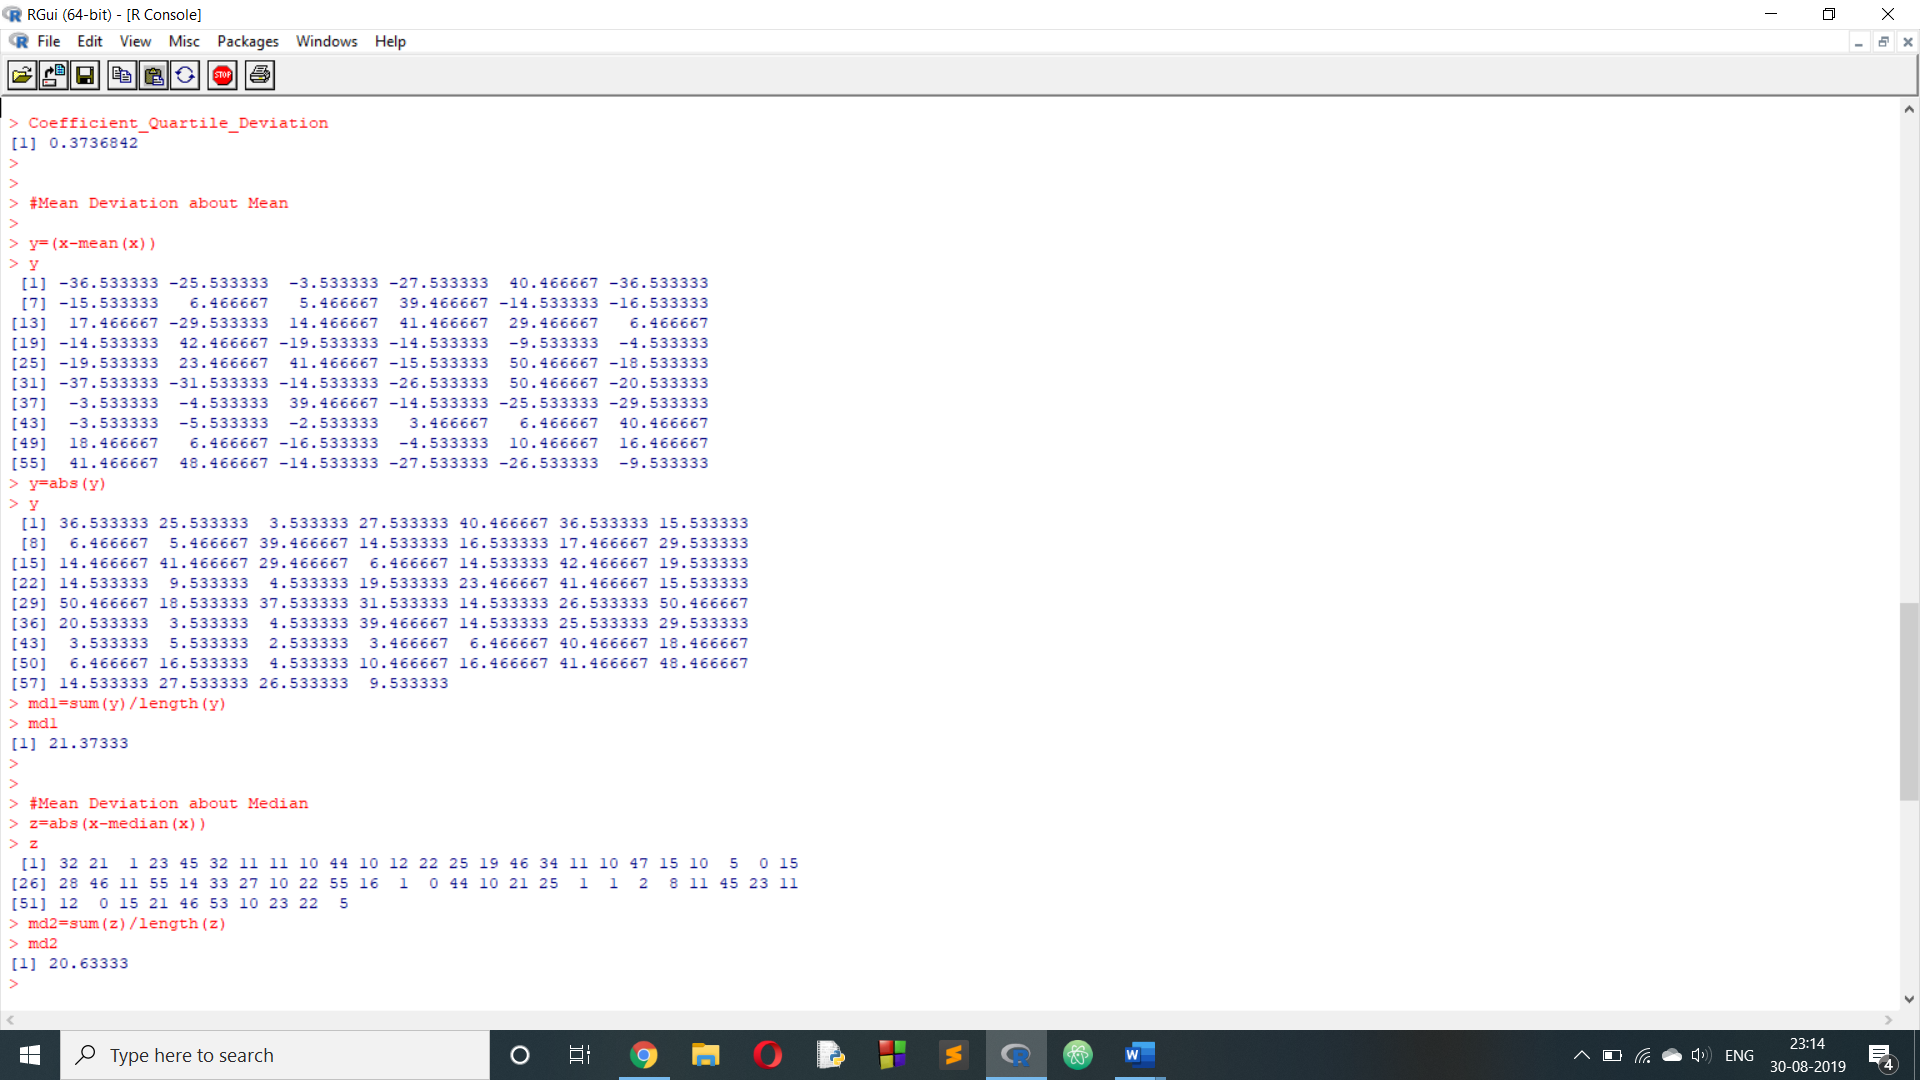 RGui (64-bit) - [R Console]
File Edit View Misc Packages Windows Help
STOP
> Coefficient_Quartile_Deviation
[1] 0.3736842
>
>
> #Mean Deviation about Mean
>
> y=(x-mean(x))
> y
[1] -36.533333 -25.533333 -3.533333 -27.533333 40.466667 -36.533333
[7] -15.533333 6.466667 5.466667 39.466667 -14.533333 -16.533333
[13] 17.466667 -29.533333 14.466667 41.466667 29.466667 6.466667
[19] -14.533333 42.466667 -19.533333 -14.533333 -9.533333 -4.533333
[25] -19.533333 23.466667 41.466667 -15.533333 50.466667 -18.533333
[31] -37.533333 -31.533333 -14.533333 -26.533333 50.466667 -20.533333
[37] -3.533333 -4.533333 39.466667 -14.533333 -25.533333 -29.533333
[43] -3.533333 -5.533333 -2.533333 3.466667 6.466667 40.466667
[49] 18.466667 6.466667 -16.533333 -4.533333 10.466667 16.466667
[55] 41.466667 48.466667 -14.533333 -27.533333 -26.533333 -9.533333
> y=abs(y)
> y
[1] 36.533333 25.533333 3.533333 27.533333 40.466667 36.533333 15.533333
[8] 6.466667 5.466667 39.466667 14.533333 16.533333 17.466667 29.533333
[15] 14.466667 41.466667 29.466667 6.466667 14.533333 42.466667 19.533333
[22] 14.533333 9.533333 4.533333 19.533333 23.466667 41.466667 15.533333
[29] 50.466667 18.533333 37.533333 31.533333 14.533333 26.533333 50.466667
[36] 20.533333 3.533333 4.533333 39.466667 14.533333 25.533333 29.533333
[43] 3.533333 5.533333 2.533333 3.466667 6.466667 40.466667 18.466667
[50] 6.466667 16.533333 4.533333 10.466667 16.466667 41.466667 48.466667
[57] 14.533333 27.533333 26.533333 9.533333
> md1=sum(y)/length(y)
> md1
[1] 21.37333
>
>
> #Mean Deviation about Median
> z=abs(x-median(x))
> z
[1] 32 21 1 23 45 32 11 11 10 44 10 12 22 25 19 46 34 11 10 47 15 10 5 0 15
[26] 28 46 11 55 14 33 27 10 22 55 16 1 0 44 10 21 25 1 1 2 8 11 45 23 11
[51] 12 0 15 21 46 53 10 23 22 5
> md2=sum(z)/length(z)
> md2
[1] 20.63333
>
Type here to search
ENG
23:14
30-08-2019
4